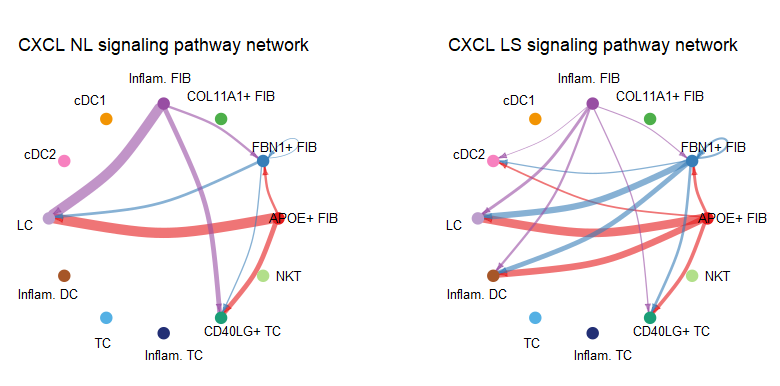 CXCL NL signaling pathway network
Inflam. FIB
cDC1
COL11A1+ FIB
cDC2
FBN1+ FIB
LC
APOE+ FIB
Inflam. DC
NKT
TC
CD40LG+ TC
Inflam. TC
CXCL LS signaling pathway network
Inflam. FIB
cDC1
COL11A1+ FIB
cDC2
FBN1+ FIB
LC
APOE+ FIB
Inflam. DC
NKT
TC
CD40LG+ TC
Inflam. TC